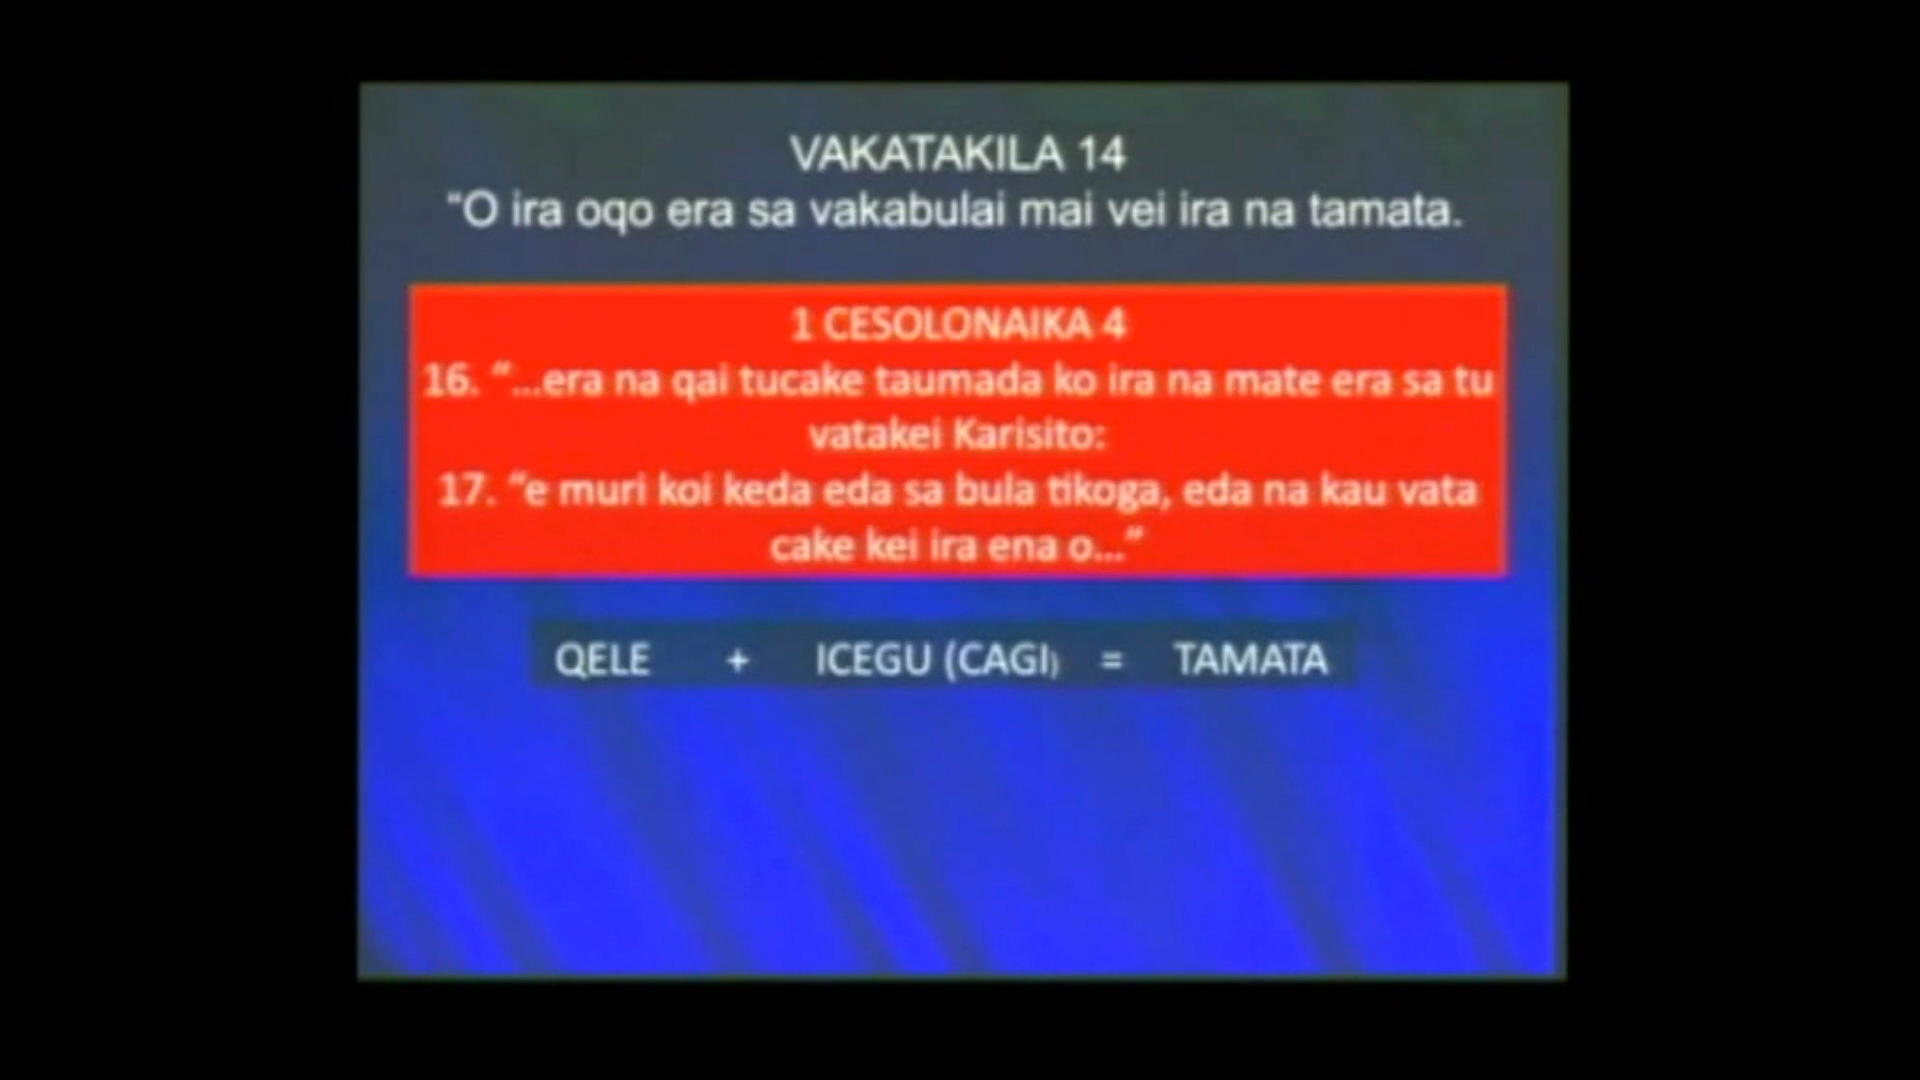 VAKATAKILA 14
“O ira oqo era sa vakabulai mai vei ira na tamata.
1 CESOLONAIKA 4
16. “...era na qai tucake taumada ko ira na mate era sa tu
vatakei Karisito:
17. “e muri koi keda eda sa bula tikoga, eda na kau vata
cake kei ira ena o...”
QELE + ICEGU (CAGI) = TAMATA